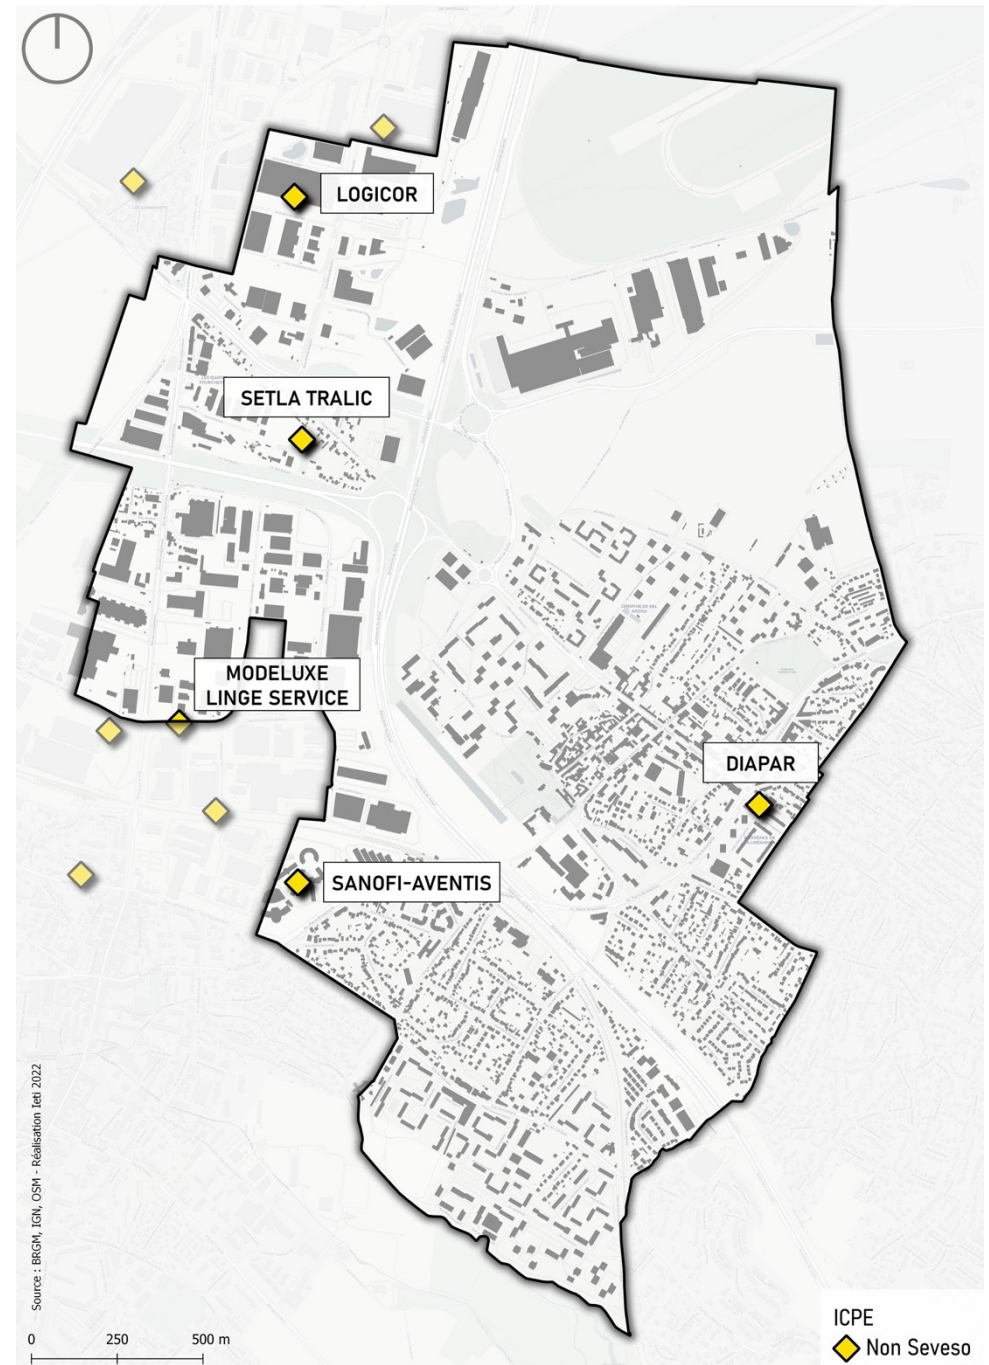 LOGICOR
SETLA TRALIC
MODELUXE
LINGE SERVICE
DIAPAR
SANOFI-AVENTIS
Source : BRGM, IGN, OSM - Réalisation Ieti 2022
0 250 500 m
ICPE
Non Seveso